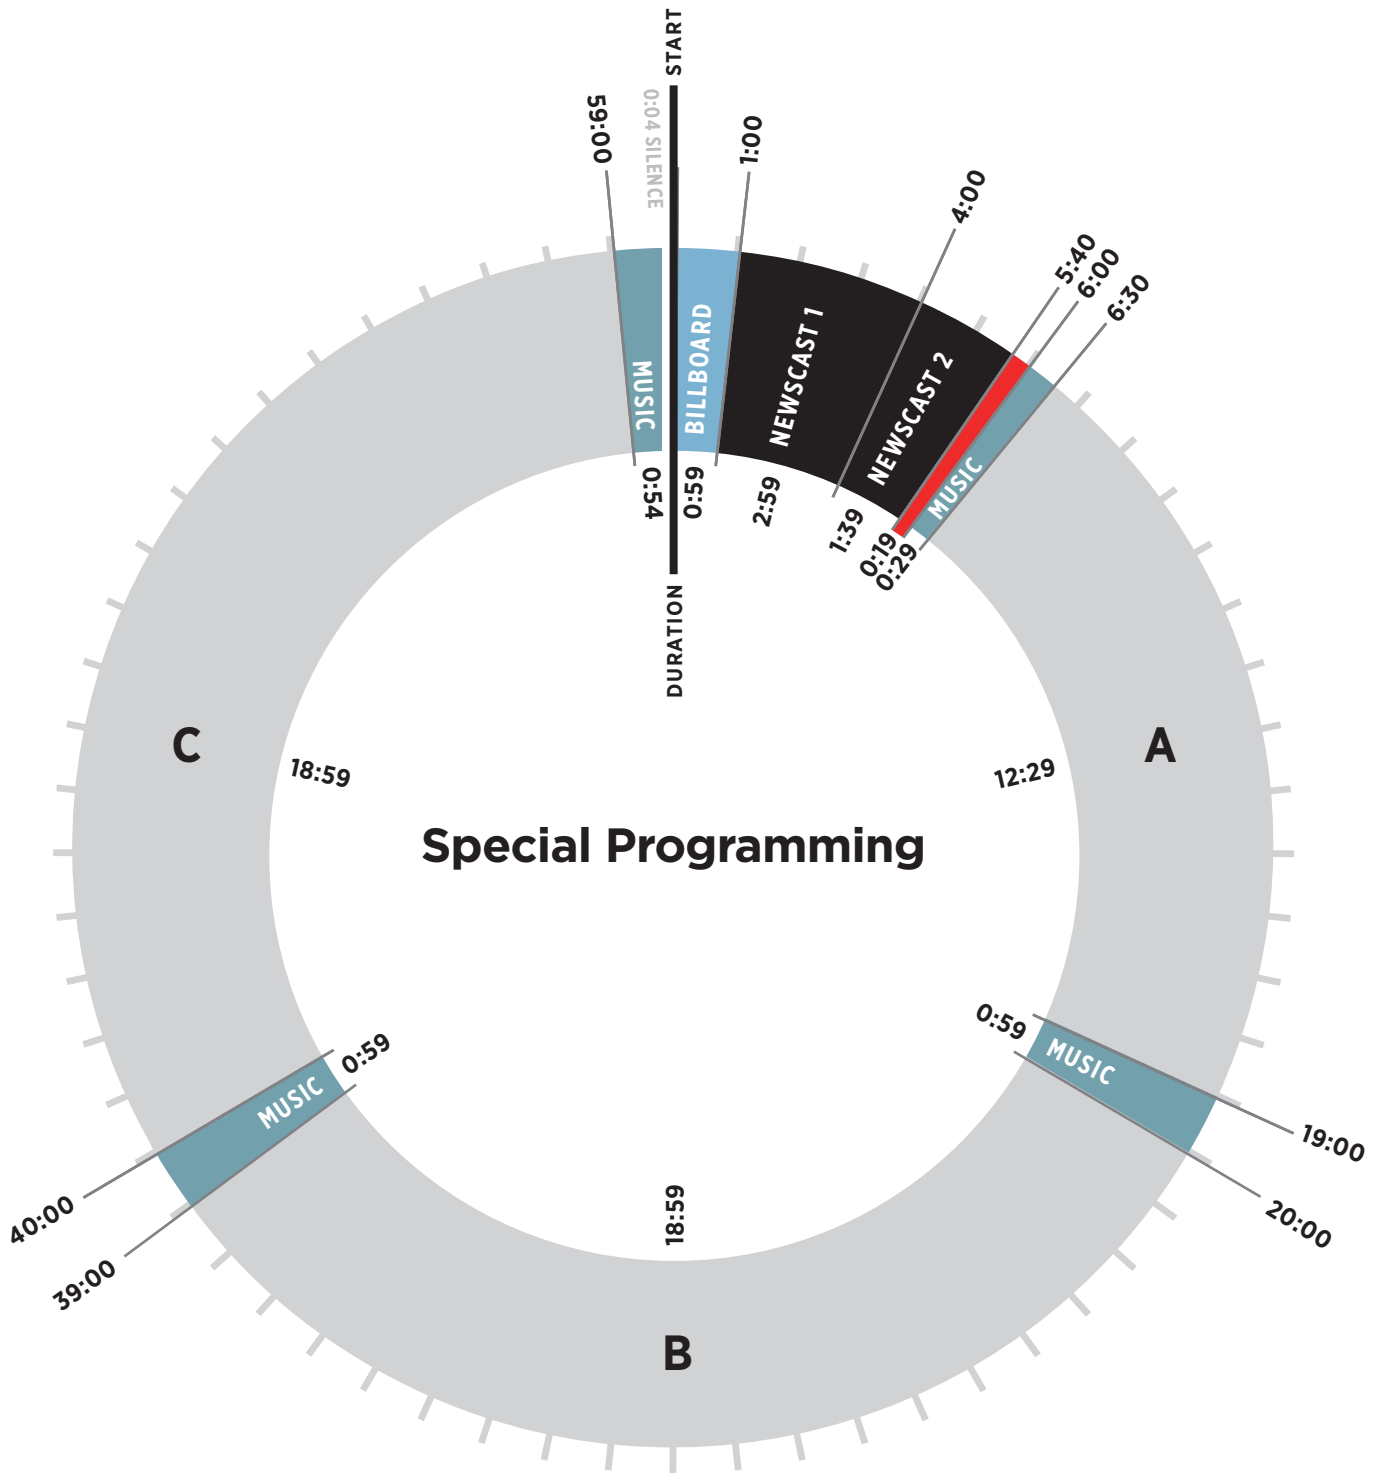 START
0:04 SILENCE
59:00
1:00
4:00
5:40
6:00
6:30
MUSIC
BILLBOARD
NEWSCAST 1
NEWSCAST 2
MUSIC
0:54
0:59
2:59
1:39
0:19
0:29
DURATION
C
A
18:59
12:29
Special Programming
0:59
MUSIC
19:00
20:00
0:59
MUSIC
40:00
39:00
18:59
B